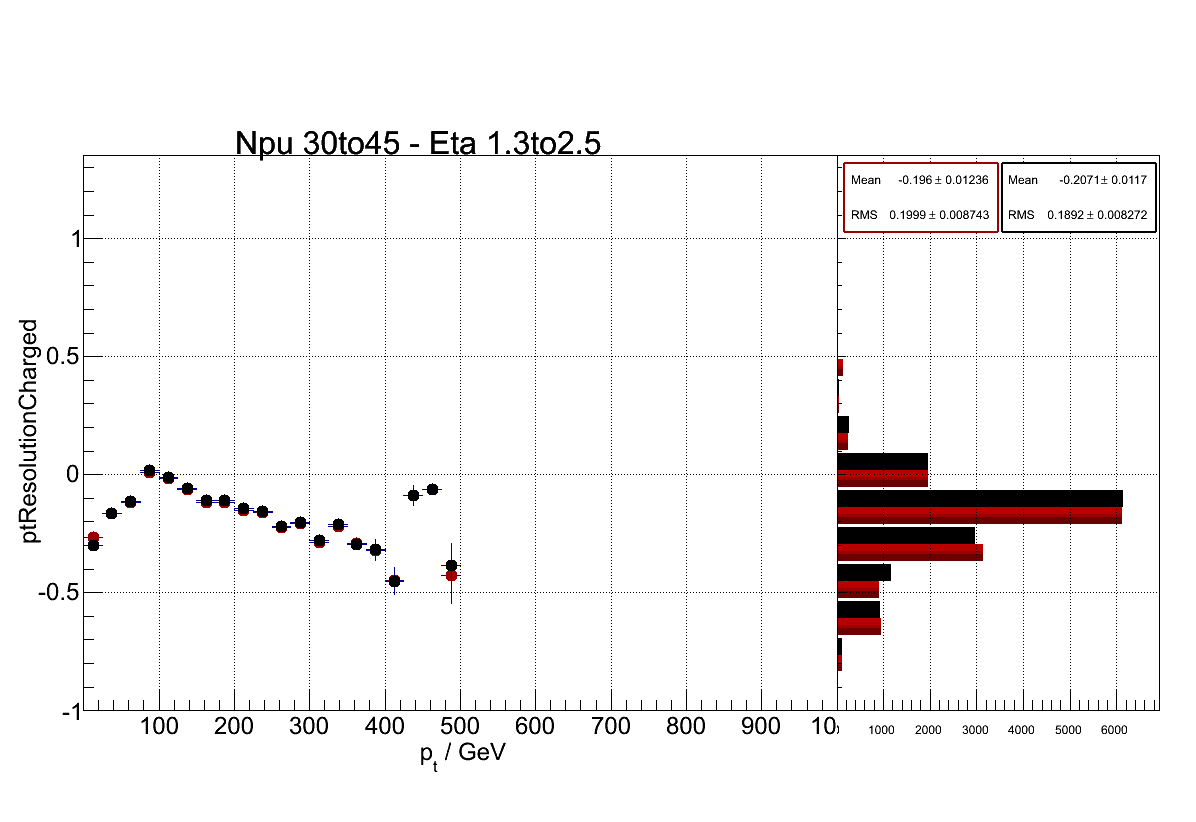 Npu 30to45 - Eta 1.3to2.5
Mean -0.196 ± 0.01236
RMS 0.1999 ± 0.008743
Mean -0.2071± 0.0117
RMS 0.1892 ± 0.008272
ptResolutionCharged
1
0.5
0
-0.5
-1
100 200 300 400 500 600 700 800 900 10
1000 2000 3000 4000 5000 6000
pt / GeV